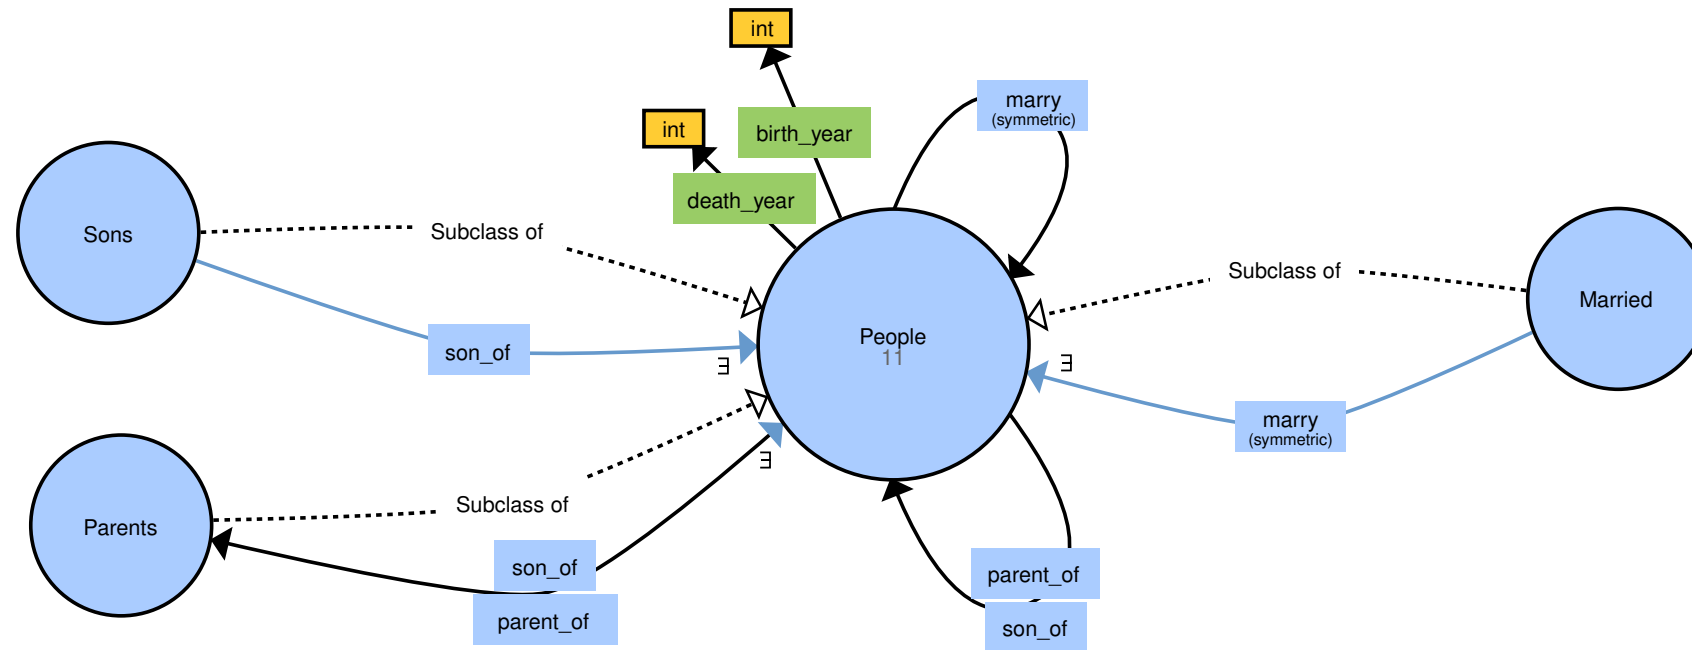 int
marry
(symmetric)
int
birth_year
death_year
Sons
Subclass of
Subclass of
Married
People
11
son_of
∃
∃
marry
(symmetric)
∃
Subclass of
Parents
son_of
parent_of
parent_of
son_of